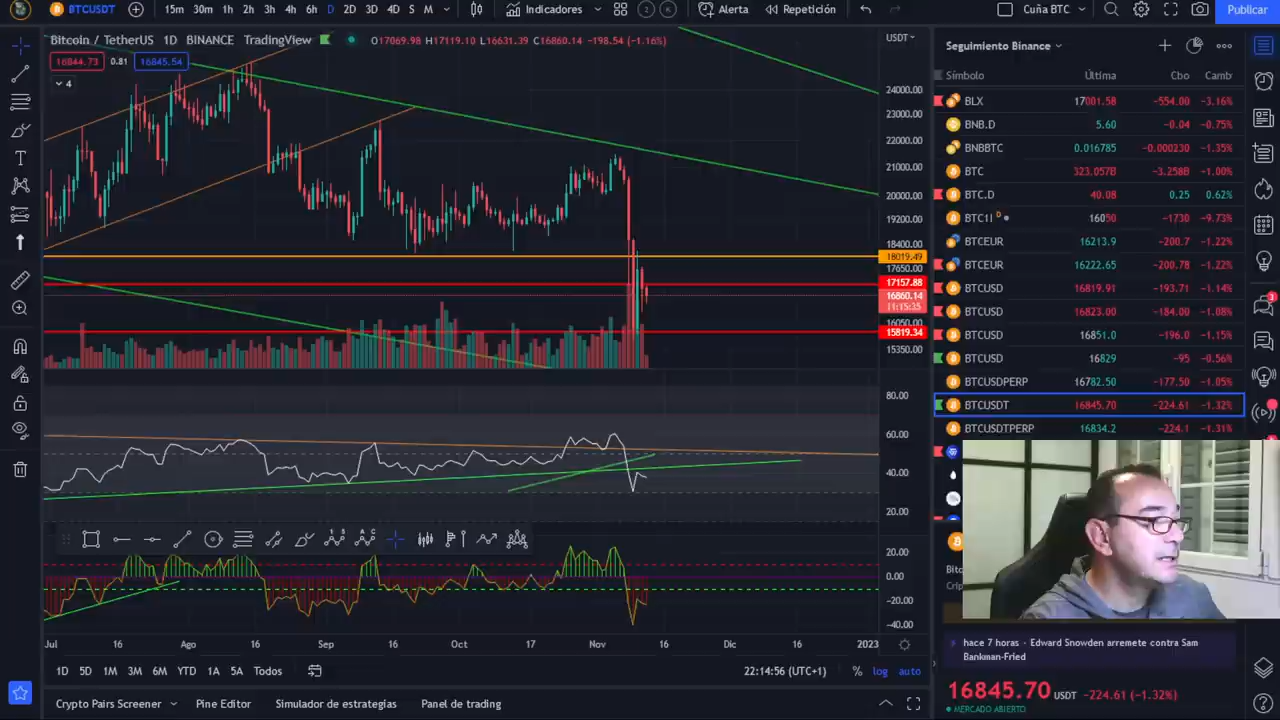 BTCUSDT 15m 30m 1h 2h 3h 4h 6h D 2D 3D 4D S M Indicadores 2 Alerta Repetición Cuña BTC Publicar
Bitcoin / TetherUS 1D BINANCE TradingView O17069.98 H17119.10 L16631.39 C16860.14 -198.54 (-1.16%)
16844.73 0.81 16845.54
4
USDT
24000.00
23000.00
22000.00
21000.00
20000.00
19200.00
18400.00
18019.49
17650.00
17157.88
16860.14
11:15:35
16050.00
15819.34
15350.00
80.00
60.00
40.00
20.00
20.00
0.00
-20.00
-40.00
Jul 16 Ago 16 Sep 16 Oct 17 Nov 16 Dic 16 2023
1D 5D 1M 3M 6M YTD 1A 5A Todos 22:14:56 (UTC+1) % log auto
Crypto Pairs Screener Pine Editor Simulador de estrategias Panel de trading
Seguimiento Binance
Símbolo Última Cbo Camb
BLX 17001.58 -554.00 -3.16%
BNB.D 5.60 -0.04 -0.75%
BNBBTC 0.016785 -0.000230 -1.35%
BTC 323.057B -3.258B -1.00%
BTC.D 40.08 0.25 0.62%
BTC1! D 16050 -1730 -9.73%
BTCEUR 16213.9 -200.7 -1.22%
BTCEUR 16222.65 -200.78 -1.22%
BTCUSD 16819.91 -193.71 -1.14%
BTCUSD 16823.00 -184.00 -1.08%
BTCUSD 16851.0 -196.0 -1.15%
BTCUSD 16829 -95 -0.56%
BTCUSDPERP 16782.50 -177.50 -1.05%
BTCUSDT 16845.70 -224.61 -1.32%
BTCUSDTPERP 16834.2 -224.1 -1.31%
3
hace 7 horas · Edward Snowden arremete contra Sam
Bankman-Fried
16845.70 USDT -224.61 (-1.32%)
MERCADO ABIERTO